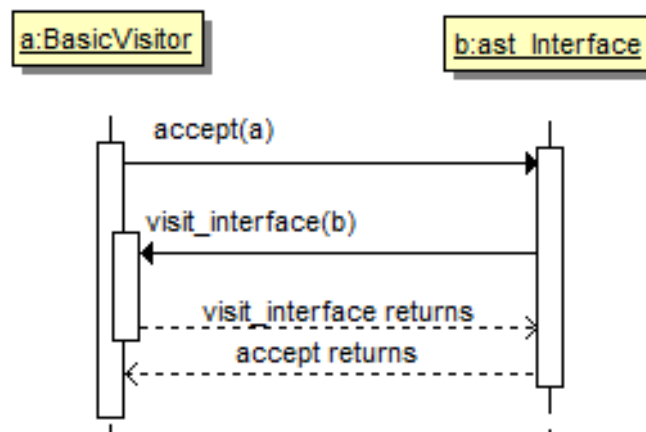 a:BasicVisitor
b:ast_Interface
accept(a)
visit_interface(b)
visit_interface returns
accept returns